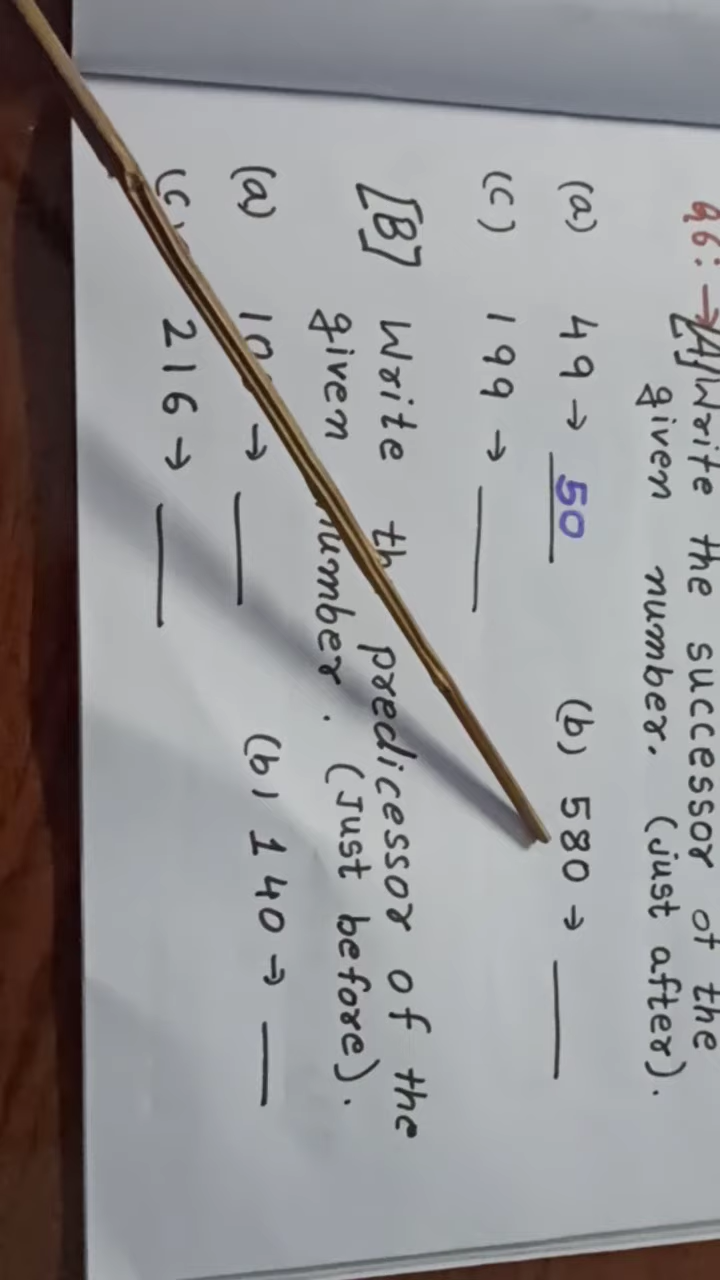 Q6:→[A] Write the successor of the
given number. (just after).
(a) 49 → 50 (b) 580 →
(c) 199 →
[B] Write predicessor of the
given number. (Just before).
(a) → (b) 140 →
(c) 216 →